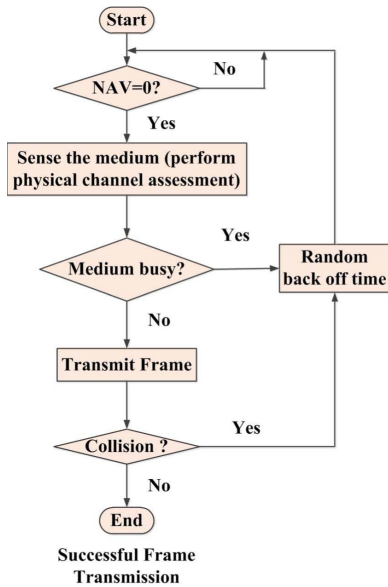 Start
No
NAV=0?
Yes
Sense the medium (perform
physical channel assessment)
Yes
Medium busy?
Random
back off time
No
Transmit Frame
Yes
Collision ?
No
End
Successful Frame
Transmission